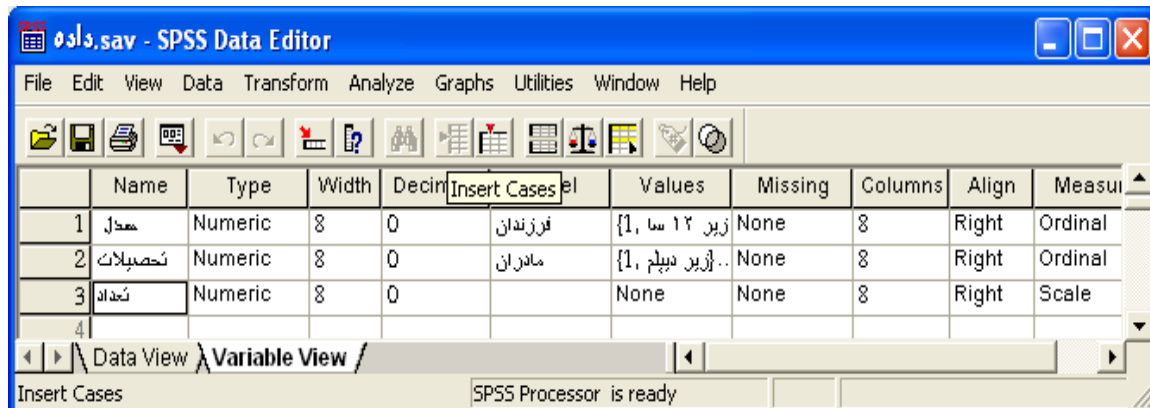 SPSS
داده.sav - SPSS Data Editor
File Edit View Data Transform Analyze Graphs Utilities Window Help
Name Type Width Decim Insert Cases el Values Missing Columns Align Measu
1 معدل Numeric 8 0 فرزندان {1, زیر ۱۲ سا None 8 Right Ordinal
2 تحصیلات Numeric 8 0 مادران {1, زیر دیپلم}.. None 8 Right Ordinal
3 تعداد Numeric 8 0 None None 8 Right Scale
4
Data View Variable View
Insert Cases SPSS Processor is ready